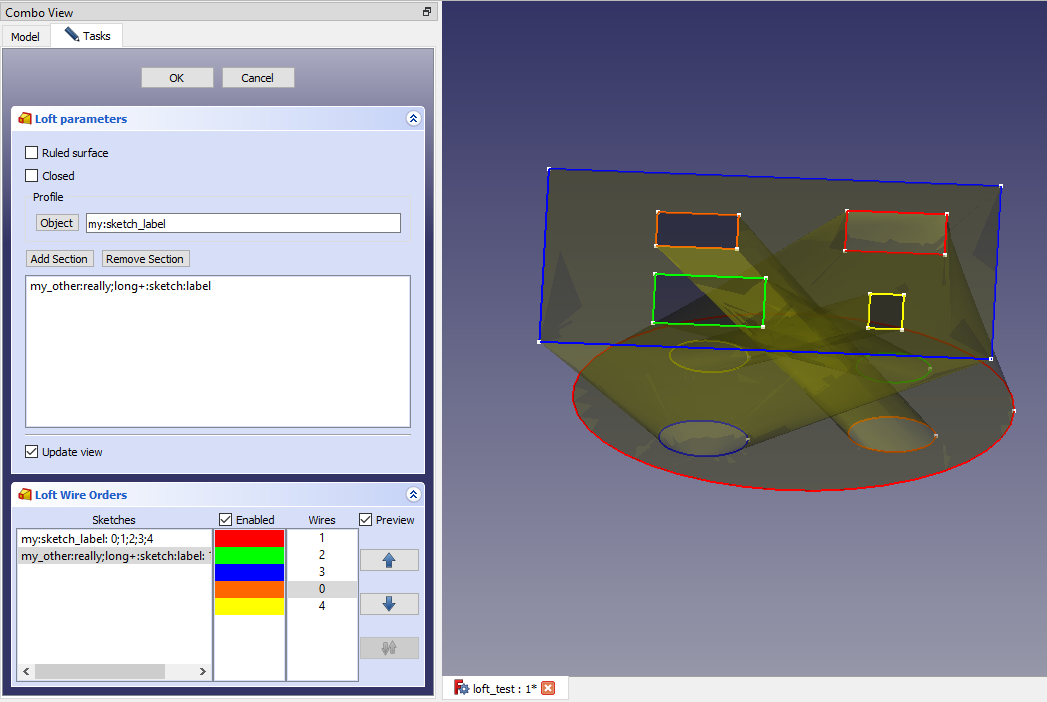 Combo View
Model
Tasks
OK
Cancel
Loft parameters
Ruled surface
Closed
Profile
Object
my:sketch_label
Add Section
Remove Section
my_other:really;long+:sketch:label
Update view
Loft Wire Orders
Sketches
Enabled
Wires
Preview
my:sketch_label: 0;1;2;3;4
my_other:really;long+:sketch:label:
1
2
3
0
4
loft_test : 1*